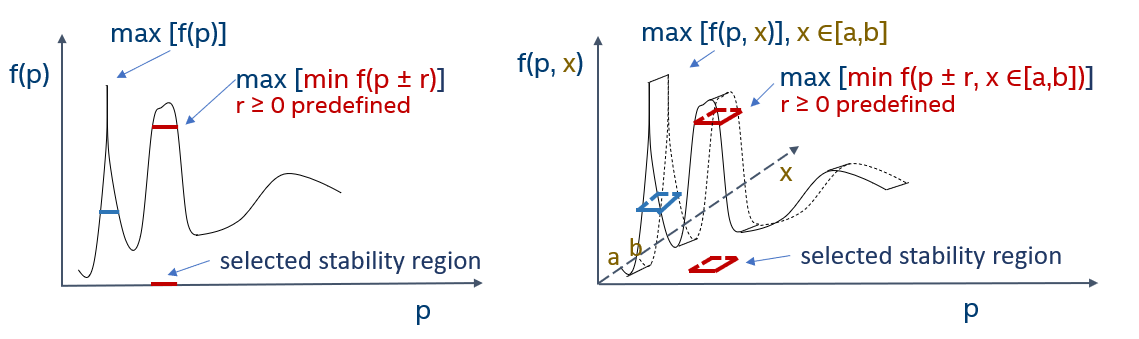 max [f(p)]
f(p)
max [min f(p ± r)]
r ≥ 0 predefined
selected stability region
p
max [f(p, x)], x ∈[a,b]
f(p, x)
max [min f(p ± r, x ∈[a,b])]
r ≥ 0 predefined
x
a b
selected stability region
p